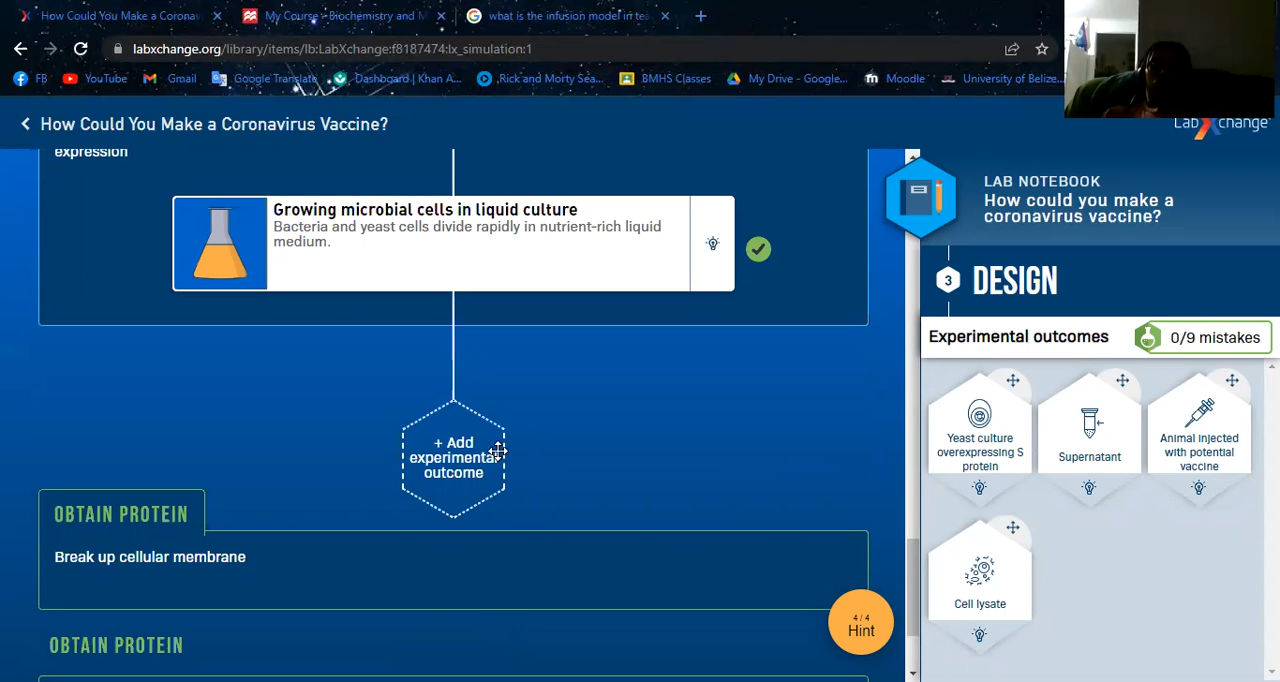 How Could You Make a Corona
My Course - Biochemistry and M
what is the infusion model in te
labxchange.org/library/items/lb:LabXchange:f8187474:lx_simulation:1
FB
YouTube
Gmail
Google Translate
Dashboard | Khan A...
Rick and Morty Sea...
BMHS Classes
My Drive - Google...
Moodle
University of Belize...
How Could You Make a Coronavirus Vaccine?
Lab Xchange
expression
Growing microbial cells in liquid culture
Bacteria and yeast cells divide rapidly in nutrient-rich liquid
medium.
+ Add
experimental
outcome
OBTAIN PROTEIN
Break up cellular membrane
OBTAIN PROTEIN
4 / 4
Hint
LAB NOTEBOOK
How could you make a
coronavirus vaccine?
3 DESIGN
Experimental outcomes
0/9 mistakes
Yeast culture
overexpressing S
protein
Supernatant
Animal injected
with potential
vaccine
Cell lysate